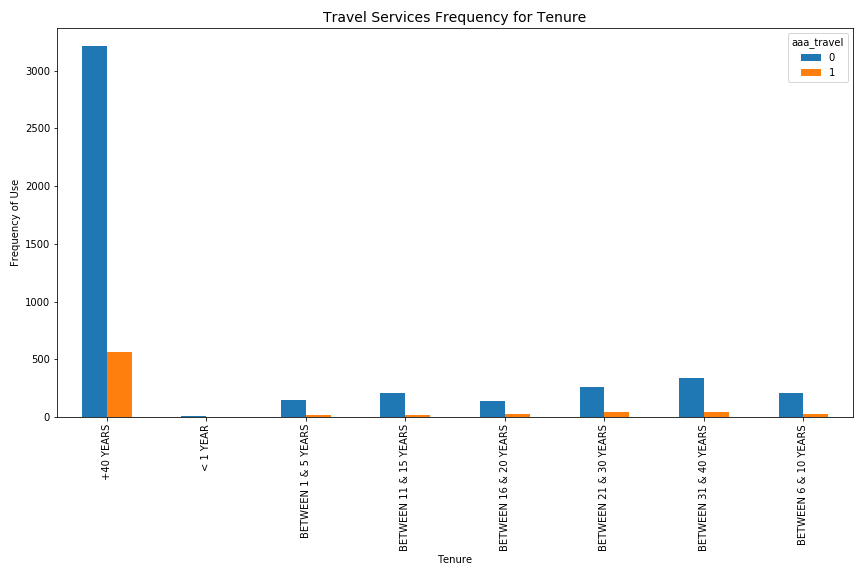 Travel Services Frequency for Tenure
aaa_travel
0
1
3000
2500
2000
1500
1000
500
0
Frequency of Use
+40 YEARS
< 1 YEAR
BETWEEN 1 & 5 YEARS
BETWEEN 11 & 15 YEARS
BETWEEN 16 & 20 YEARS
BETWEEN 21 & 30 YEARS
BETWEEN 31 & 40 YEARS
BETWEEN 6 & 10 YEARS
Tenure